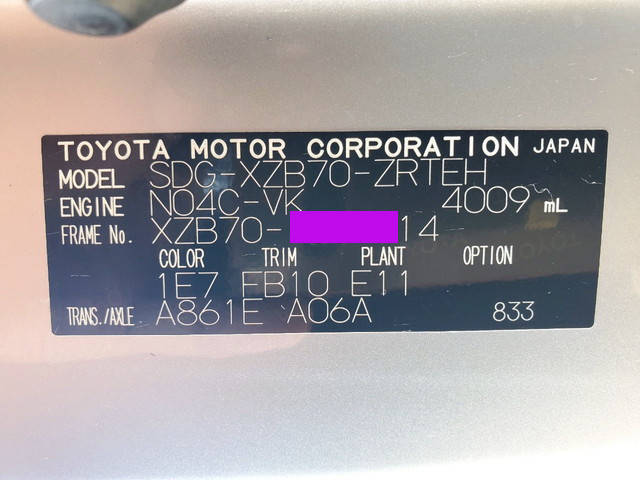 TOYOTA MOTOR CORPORATION JAPAN
MODEL SDG-XZB70-ZRTEH
ENGINE N04C-VK 4009 mL
FRAME No. XZB70- 14
COLOR TRIM PLANT OPTION
1E7 FB10 E11
TRANS./AXLE A861E A06A 833